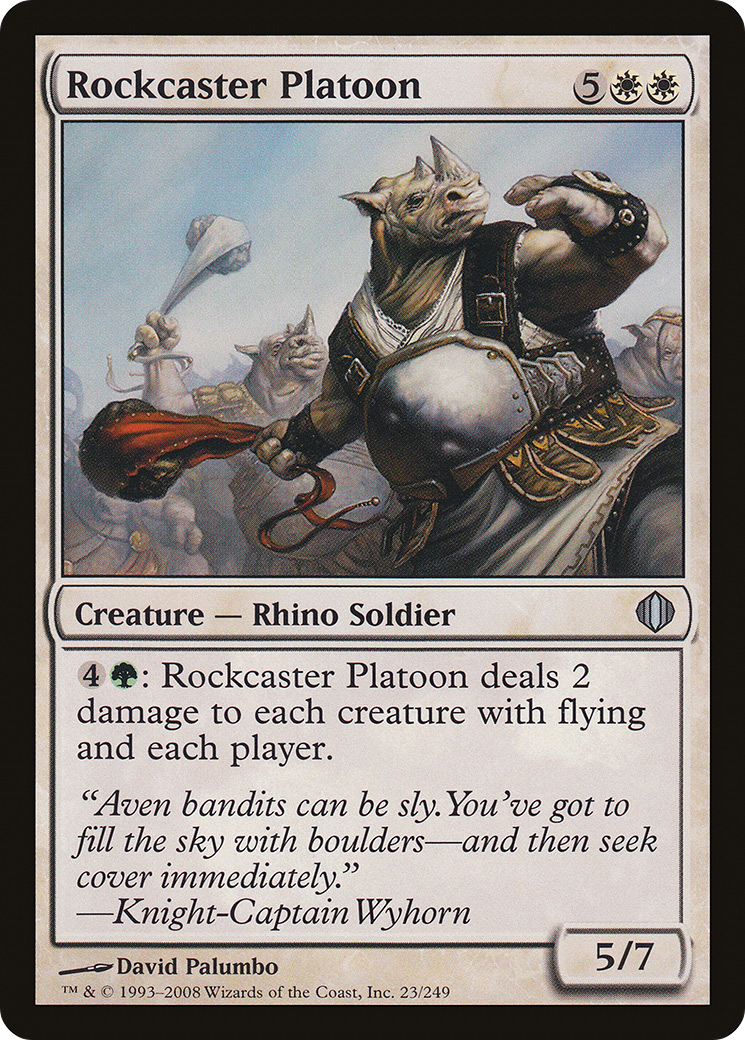 Rockcaster Platoon 5
Creature — Rhino Soldier
4 : Rockcaster Platoon deals 2
damage to each creature with flying
and each player.
“Aven bandits can be sly. You’ve got to
fill the sky with boulders—and then seek
cover immediately.”
—Knight-Captain Wyhorn
5/7
David Palumbo
™ & © 1993–2008 Wizards of the Coast, Inc. 23/249